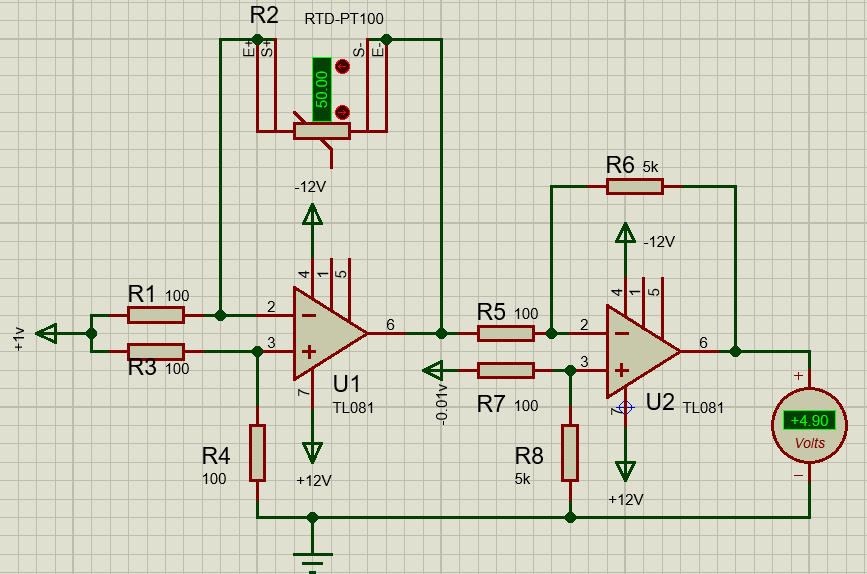 R2
RTD-PT100
E+
S+
S-
E-
50.00
-12V
R6 5k
-12V
4 1 5
4 1 5
R1 100
2
6
R5 100
2
6
+1v
R3 100
3
3
U1
TL081
7
-0.01v
R7 100
U2 TL081
7
+
+4.90
Volts
−
R4
100
+12V
R8
5k
+12V